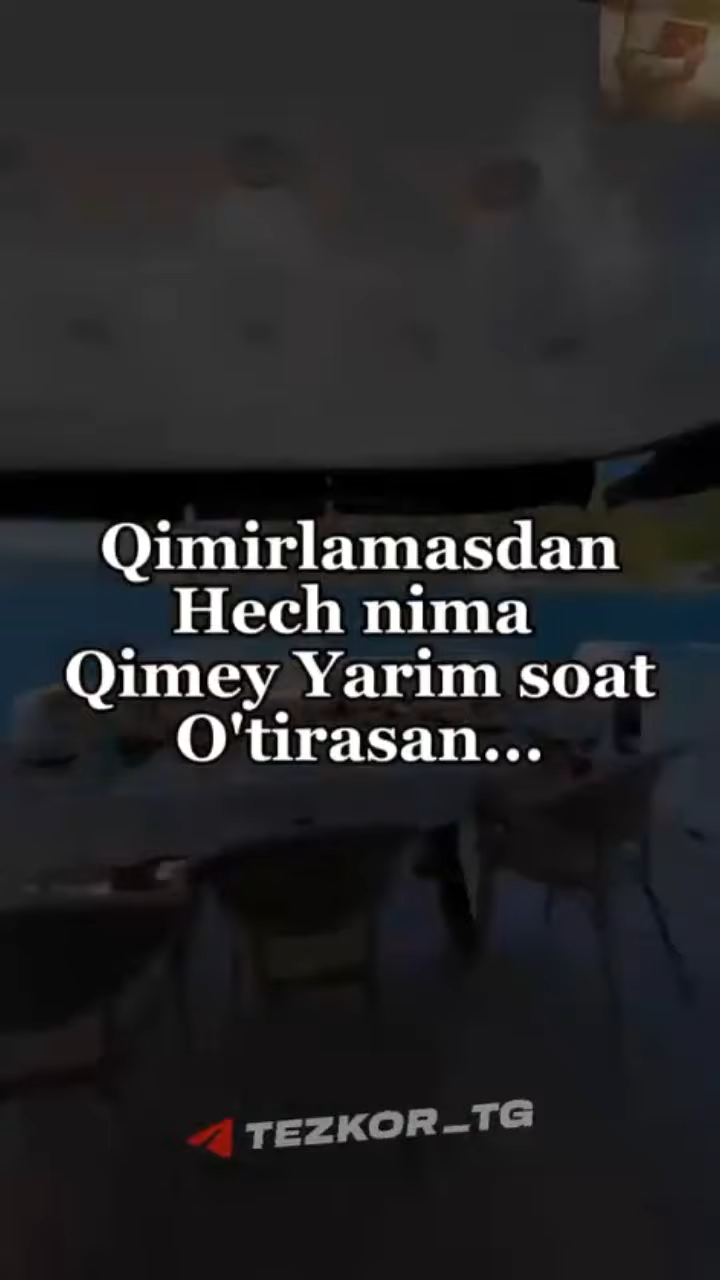 Qimirlamasdan
Hech nima
Qimey Yarim soat
O'tirasan...
TEZKOR_TG